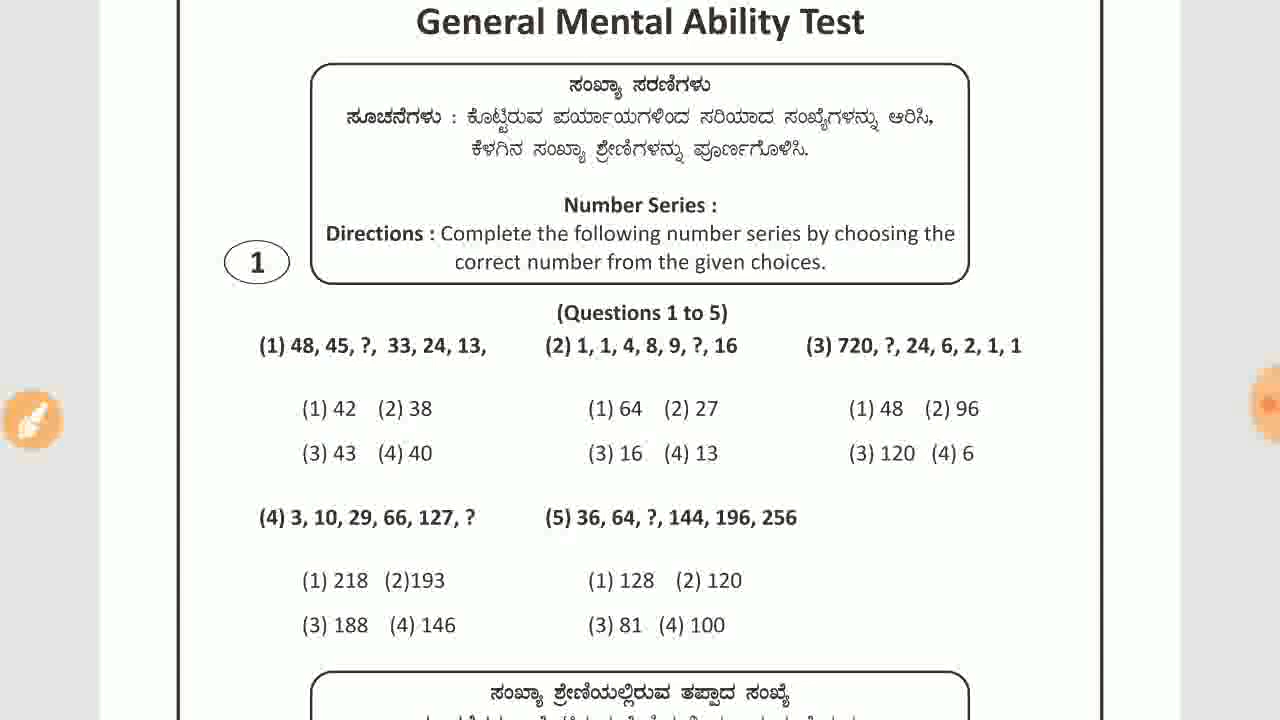 General Mental Ability Test
ಸಂಖ್ಯಾ ಸರಣಿಗಳು
ಸೂಚನೆಗಳು : ಕೊಟ್ಟಿರುವ ಪರ್ಯಾಯಗಳಿಂದ ಸರಿಯಾದ ಸಂಖ್ಯೆಗಳನ್ನು ಆರಿಸಿ,
ಕೆಳಗಿನ ಸಂಖ್ಯಾ ಶ್ರೇಣಿಗಳನ್ನು ಪೂರ್ಣಗೊಳಿಸಿ.
Number Series :
Directions : Complete the following number series by choosing the
correct number from the given choices.
1
(Questions 1 to 5)
(1) 48, 45, ?, 33, 24, 13, (2) 1, 1, 4, 8, 9, ?, 16 (3) 720, ?, 24, 6, 2, 1, 1
(1) 42 (2) 38 (1) 64 (2) 27 (1) 48 (2) 96
(3) 43 (4) 40 (3) 16 (4) 13 (3) 120 (4) 6
(4) 3, 10, 29, 66, 127, ? (5) 36, 64, ?, 144, 196, 256
(1) 218 (2)193 (1) 128 (2) 120
(3) 188 (4) 146 (3) 81 (4) 100
ಸಂಖ್ಯಾ ಶ್ರೇಣಿಯಲ್ಲಿರುವ ತಪ್ಪಾದ ಸಂಖ್ಯೆ